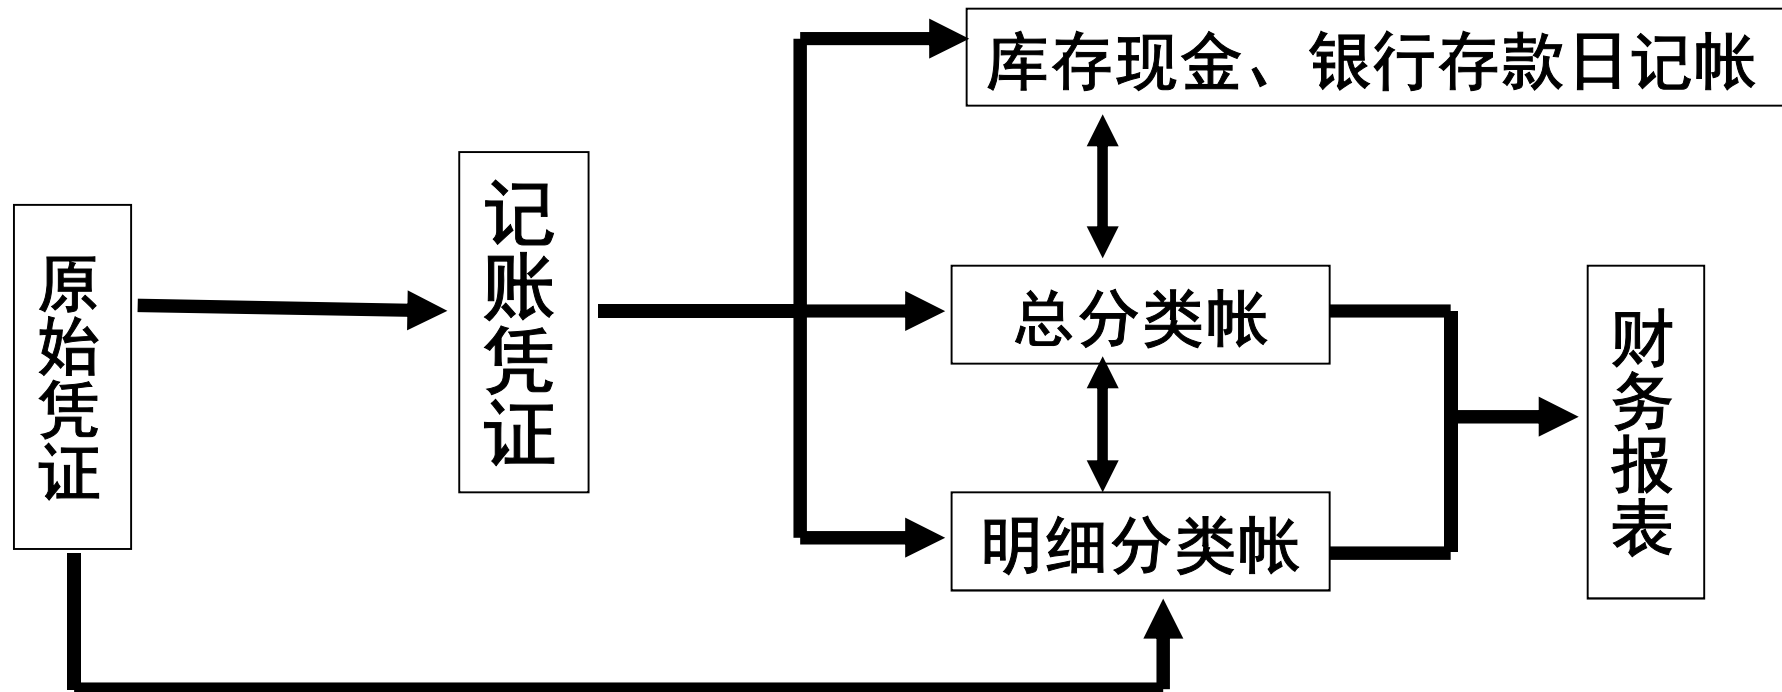 原始凭证
记账凭证
库存现金、银行存款日记帐
总分类帐
明细分类帐
财务报表